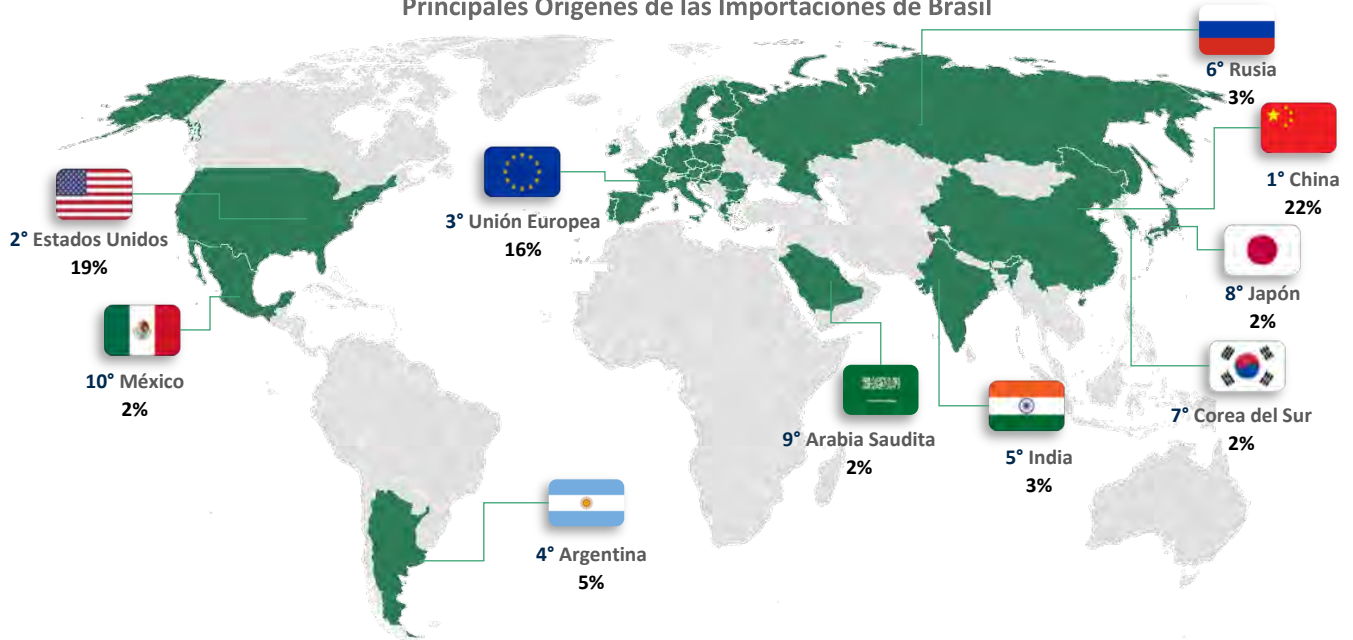 Principales Orígenes de las Importaciones de Brasil
6° Rusia
3%
1° China
22%
2° Estados Unidos
19%
3° Unión Europea
16%
8° Japón
2%
10° México
2%
7° Corea del Sur
2%
9° Arabia Saudita
2%
5° India
3%
4° Argentina
5%